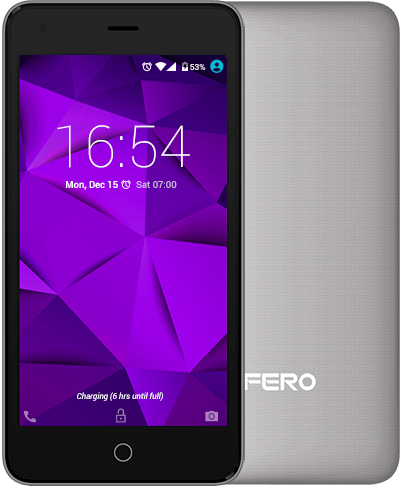 53%
16:54
Mon, Dec 15 Sat 07:00
Charging (6 hrs until full)
FERO